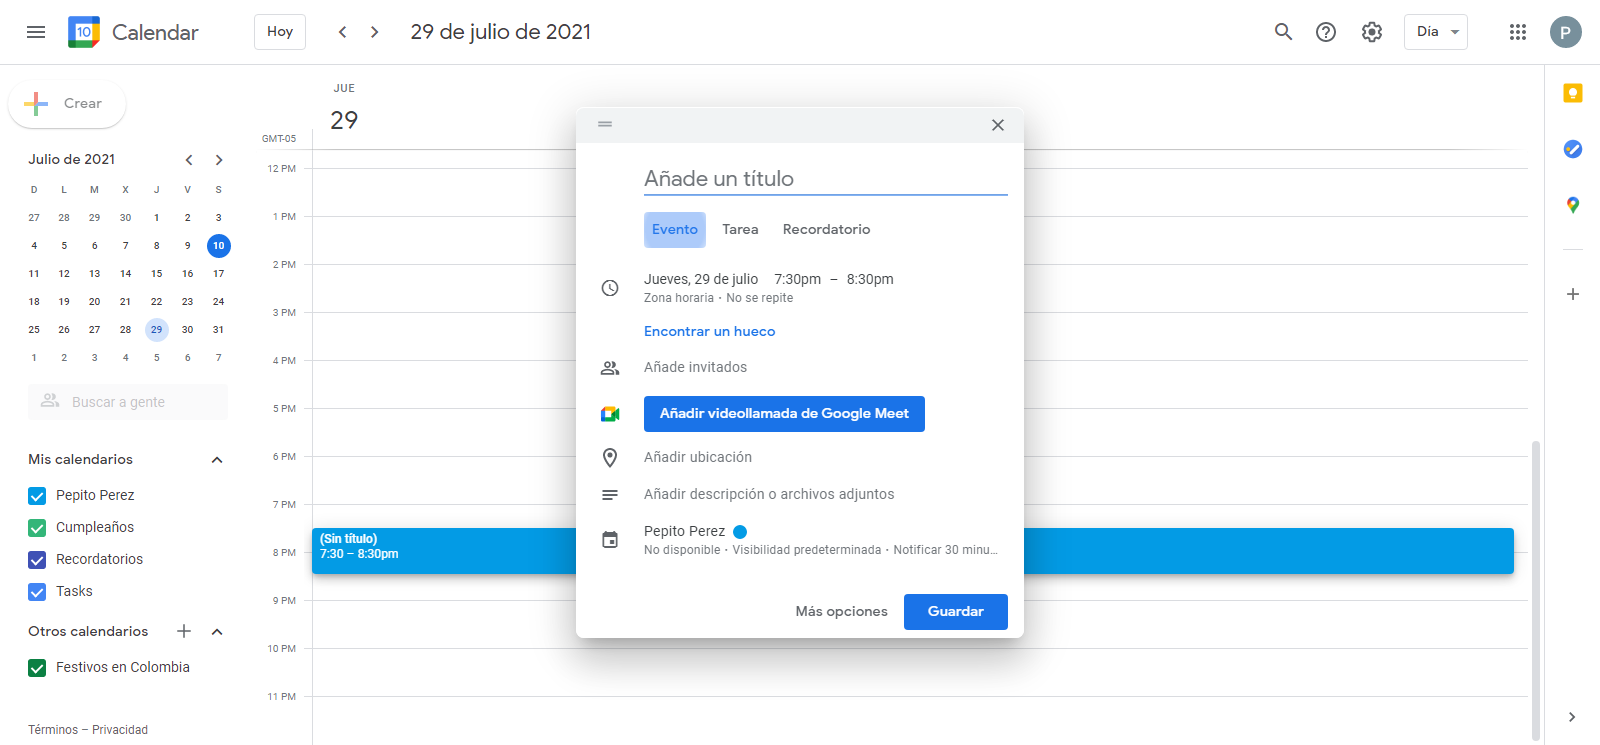 10 Calendar Hoy 29 de julio de 2021 Día P
Crear
Julio de 2021
D L M X J V S
27 28 29 30 1 2 3
4 5 6 7 8 9 10
11 12 13 14 15 16 17
18 19 20 21 22 23 24
25 26 27 28 29 30 31
1 2 3 4 5 6 7
Buscar a gente
Mis calendarios
Pepito Perez
Cumpleaños
Recordatorios
Tasks
Otros calendarios
Festivos en Colombia
Términos – Privacidad
JUE
29
GMT-05
12 PM
1 PM
2 PM
3 PM
4 PM
5 PM
6 PM
7 PM
8 PM
9 PM
10 PM
11 PM
(Sin título)
7:30 – 8:30pm
Añade un título
Evento Tarea Recordatorio
Jueves, 29 de julio 7:30pm – 8:30pm
Zona horaria · No se repite
Encontrar un hueco
Añade invitados
Añadir videollamada de Google Meet
Añadir ubicación
Añadir descripción o archivos adjuntos
Pepito Perez
No disponible · Visibilidad predeterminada · Notificar 30 minu...
Más opciones Guardar